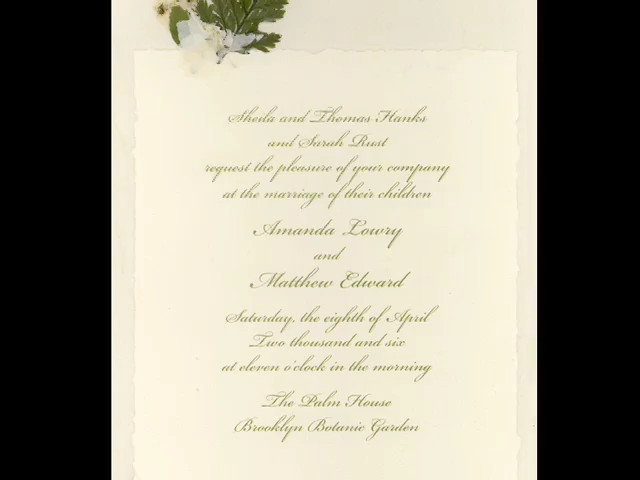 Sheila and Thomas Hanks
and Sarah Rust
request the pleasure of your company
at the marriage of their children
Amanda Lowry
and
Matthew Edward
Saturday, the eighth of April
Two thousand and six
at eleven o'clock in the morning
The Palm House
Brooklyn Botanic Garden